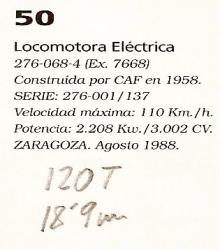 50
Locomotora Eléctrica
276-068-4 (Ex. 7668)
Construída por CAF en 1958.
SERIE: 276-001/137
Velocidad máxima: 110 Km./h.
Potencia: 2.208 Kw./3.002 CV.
ZARAGOZA. Agosto 1988.
120T
18'9m